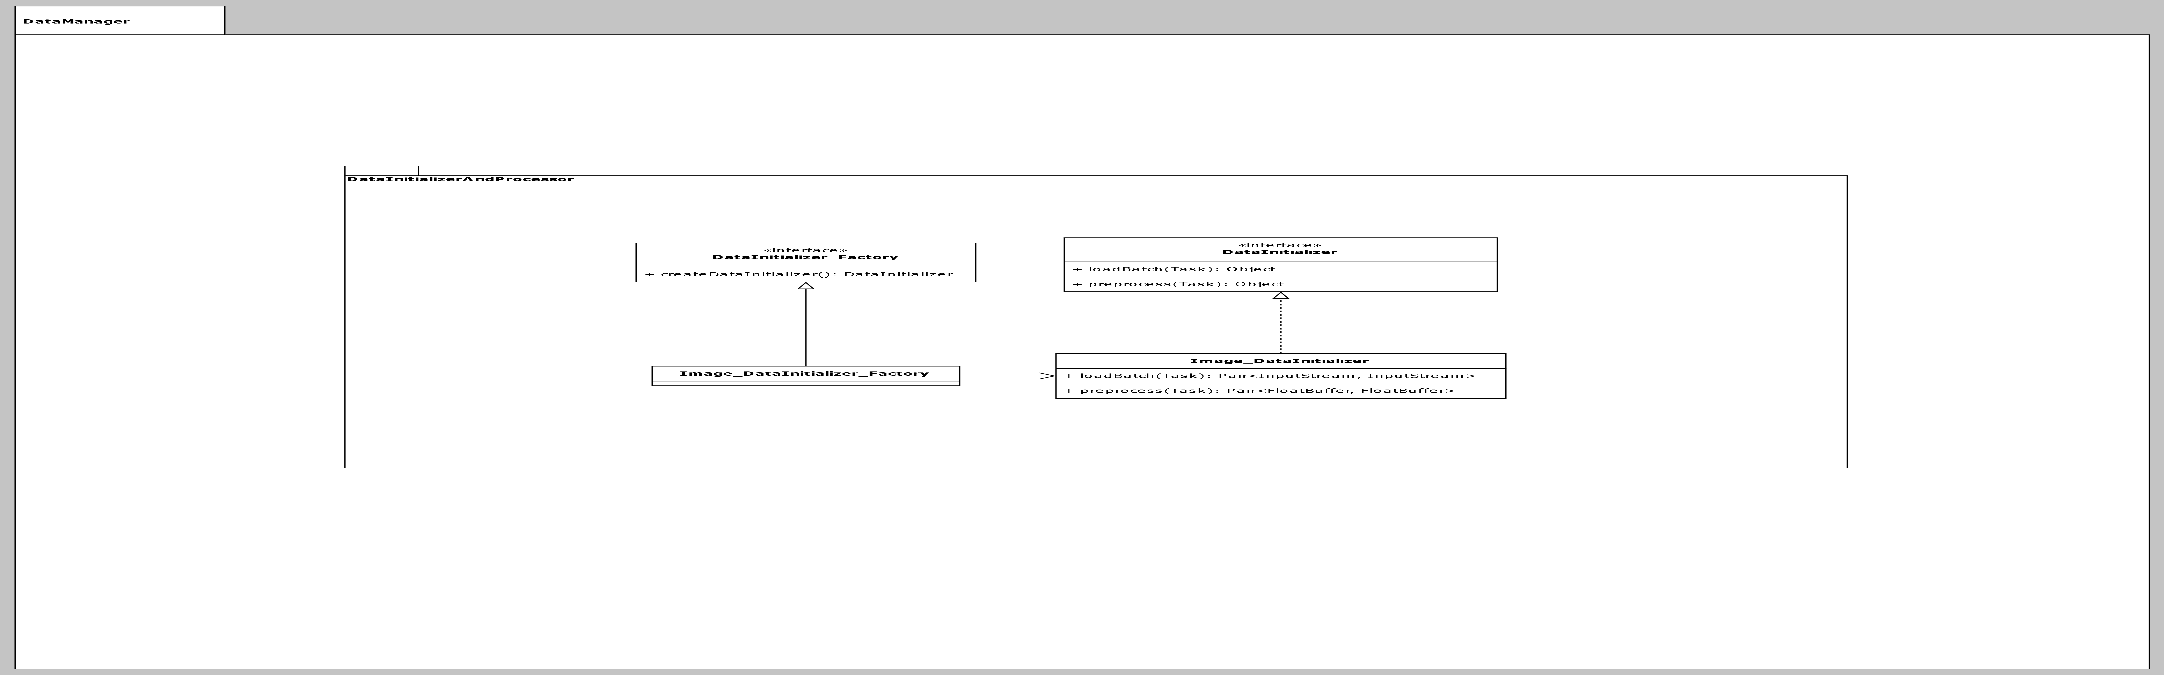 DataManager
DataInitializerAndProcessor
«interface»
DataInitializer_Factory
+ createDataInitializer(): DataInitializer
«interface»
DataInitializer
+ loadBatch(Task): Object
+ preprocess(Task): Object
Image_DataInitializer_Factory
Image_DataInitializer
+ loadBatch(Task): Pair<InputStream, InputStream>
+ preprocess(Task): Pair<FloatBuffer, FloatBuffer>